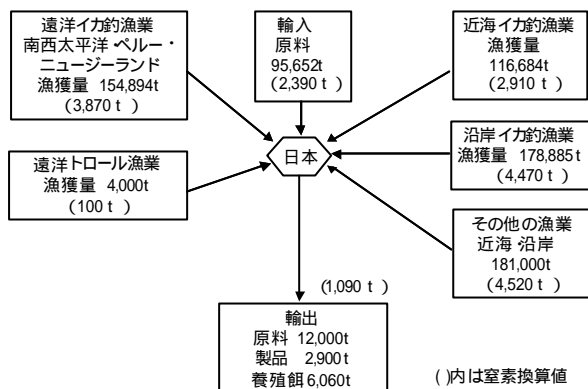 遠洋イカ釣漁業
南西太平洋・ペルー・
ニュージーランド
漁獲量 154,894t
(3,870 t )
輸入
原料
95,652t
(2,390 t )
近海イカ釣漁業
漁獲量
116,684t
(2,910 t )
遠洋トロール漁業
漁獲量 4,000t
(100 t )
日本
沿岸イカ釣漁業
漁獲量 178,885t
(4,470 t )
その他の漁業
近海・沿岸
181,000t
(4,520 t )
(1,090 t )
輸出
原料 12,000t
製品 2,900t
養殖餌 6,060t
( )内は窒素換算値